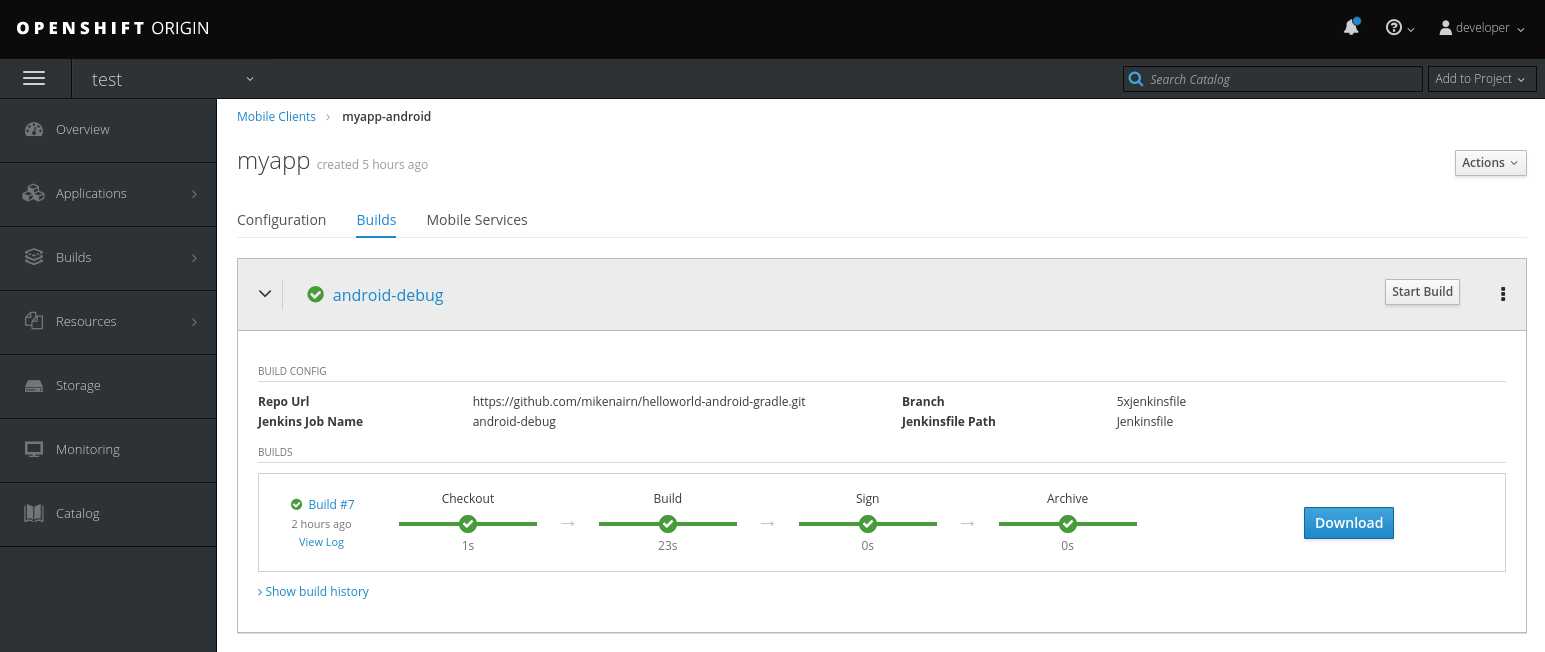 OPENSHIFT ORIGIN
developer
test
Search Catalog
Add to Project
Overview
Applications
Builds
Resources
Storage
Monitoring
Catalog
Mobile Clients › myapp-android
myapp created 5 hours ago
Actions
Configuration Builds Mobile Services
android-debug
Start Build
BUILD CONFIG
Repo Url https://github.com/mikenairn/helloworld-android-gradle.git Branch 5xjenkinsfile
Jenkins Job Name android-debug Jenkinsfile Path Jenkinsfile
BUILDS
Checkout → Build → Sign → Archive
Build #7
2 hours ago
View Log
1s 23s 0s 0s
Download
› Show build history